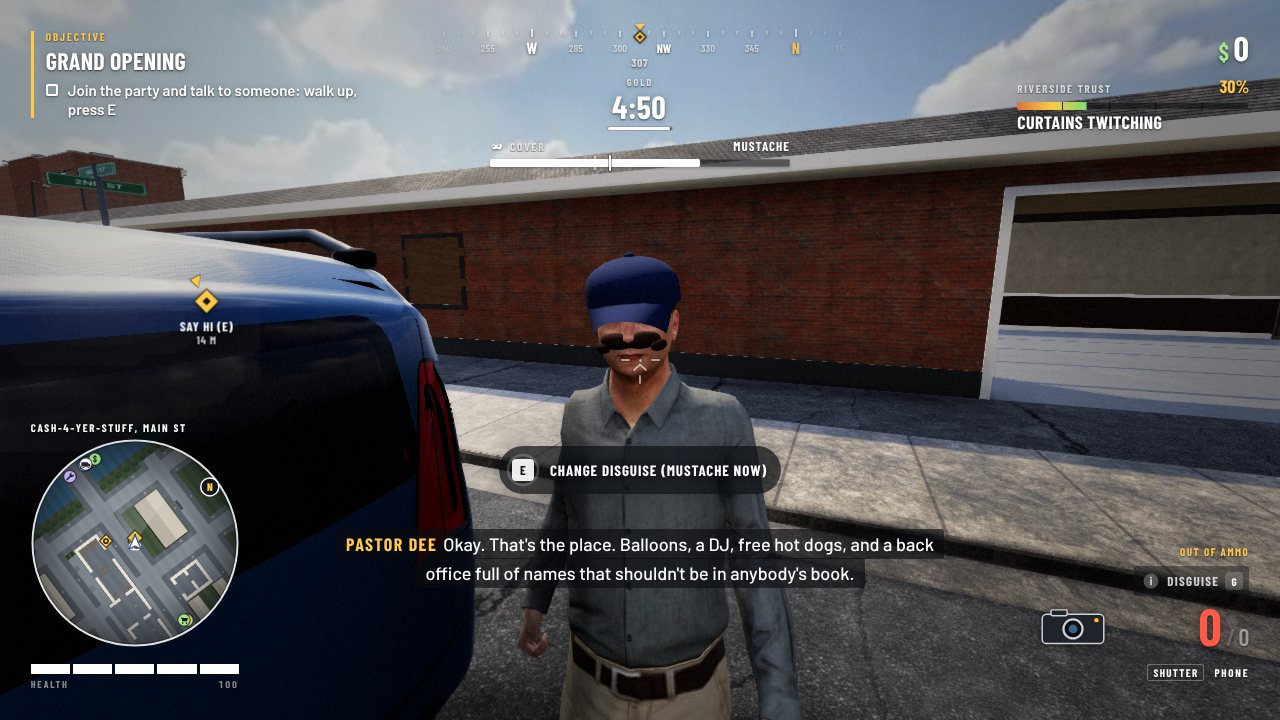 OBJECTIVE
GRAND OPENING
Join the party and talk to someone: walk up,
press E
240 255 W 285 300 NW 330 345 N 15
307
GOLD
4:50
COVER MUSTACHE
$0
RIVERSIDE TRUST 30%
CURTAINS TWITCHING
2ND ST
SAY HI (E)
14 M
E CHANGE DISGUISE (MUSTACHE NOW)
PASTOR DEE Okay. That's the place. Balloons, a DJ, free hot dogs, and a back
office full of names that shouldn't be in anybody's book.
CASH-4-YER-STUFF, MAIN ST
$
N
HEALTH 100
OUT OF AMMO
i DISGUISE G
0 / 0
SHUTTER PHONE